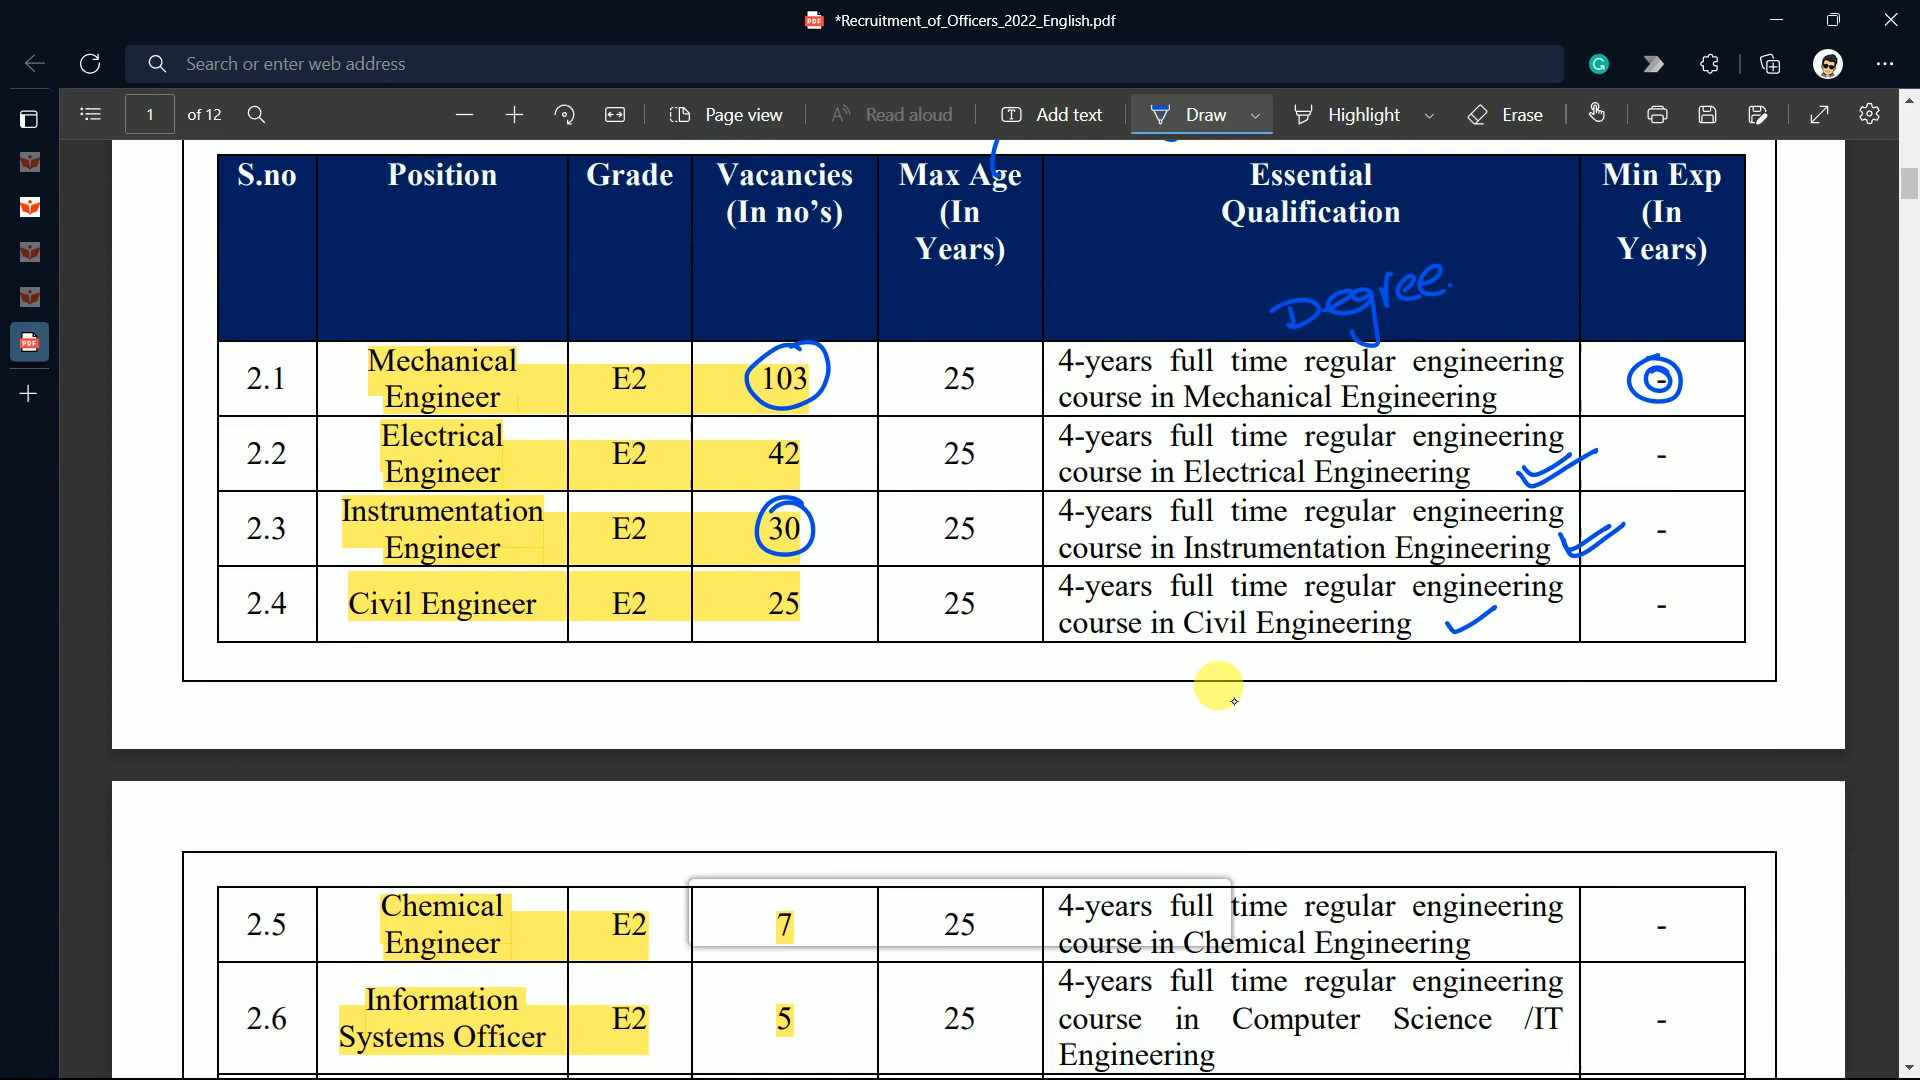 *Recruitment_of_Officers_2022_English.pdf
Search or enter web address
1 of 12 Page view Read aloud Add text Draw Highlight Erase
S.no Position Grade Vacancies Max Age Essential Min Exp
(In no's) (In Qualification (In
Years) Years)
Degree.
2.1 Mechanical Engineer E2 103 25 4-years full time regular engineering -
course in Mechanical Engineering
2.2 Electrical Engineer E2 42 25 4-years full time regular engineering -
course in Electrical Engineering
2.3 Instrumentation Engineer E2 30 25 4-years full time regular engineering -
course in Instrumentation Engineering
2.4 Civil Engineer E2 25 25 4-years full time regular engineering -
course in Civil Engineering
2.5 Chemical Engineer E2 7 25 4-years full time regular engineering -
course in Chemical Engineering
2.6 Information Systems Officer E2 5 25 4-years full time regular engineering -
course in Computer Science /IT
Engineering